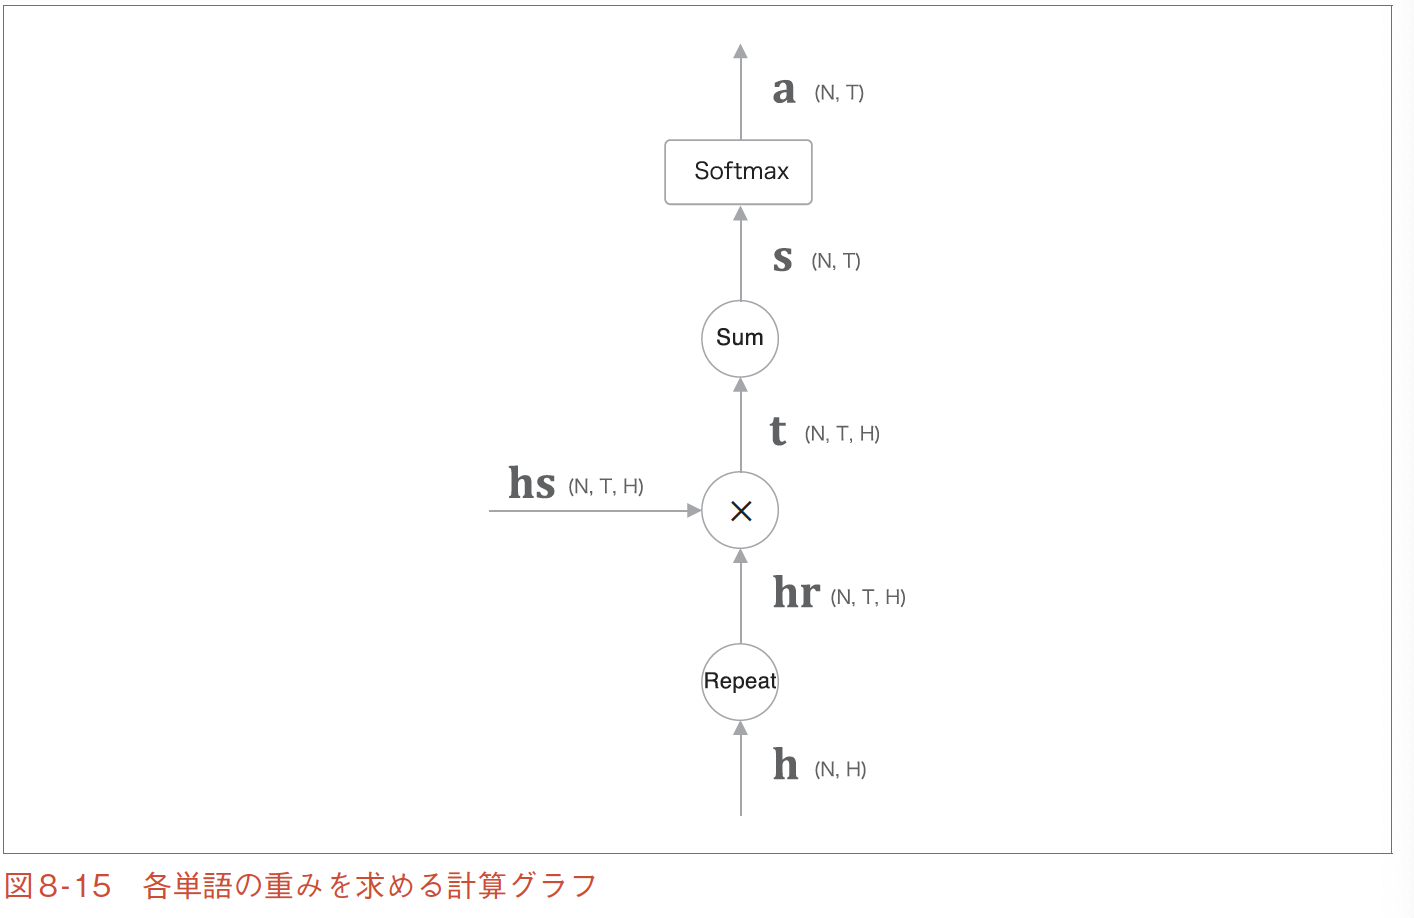 a (N, T)
Softmax
s (N, T)
Sum
t (N, T, H)
hs (N, T, H)
×
hr (N, T, H)
Repeat
h (N, H)
図8-15 各単語の重みを求める計算グラフ